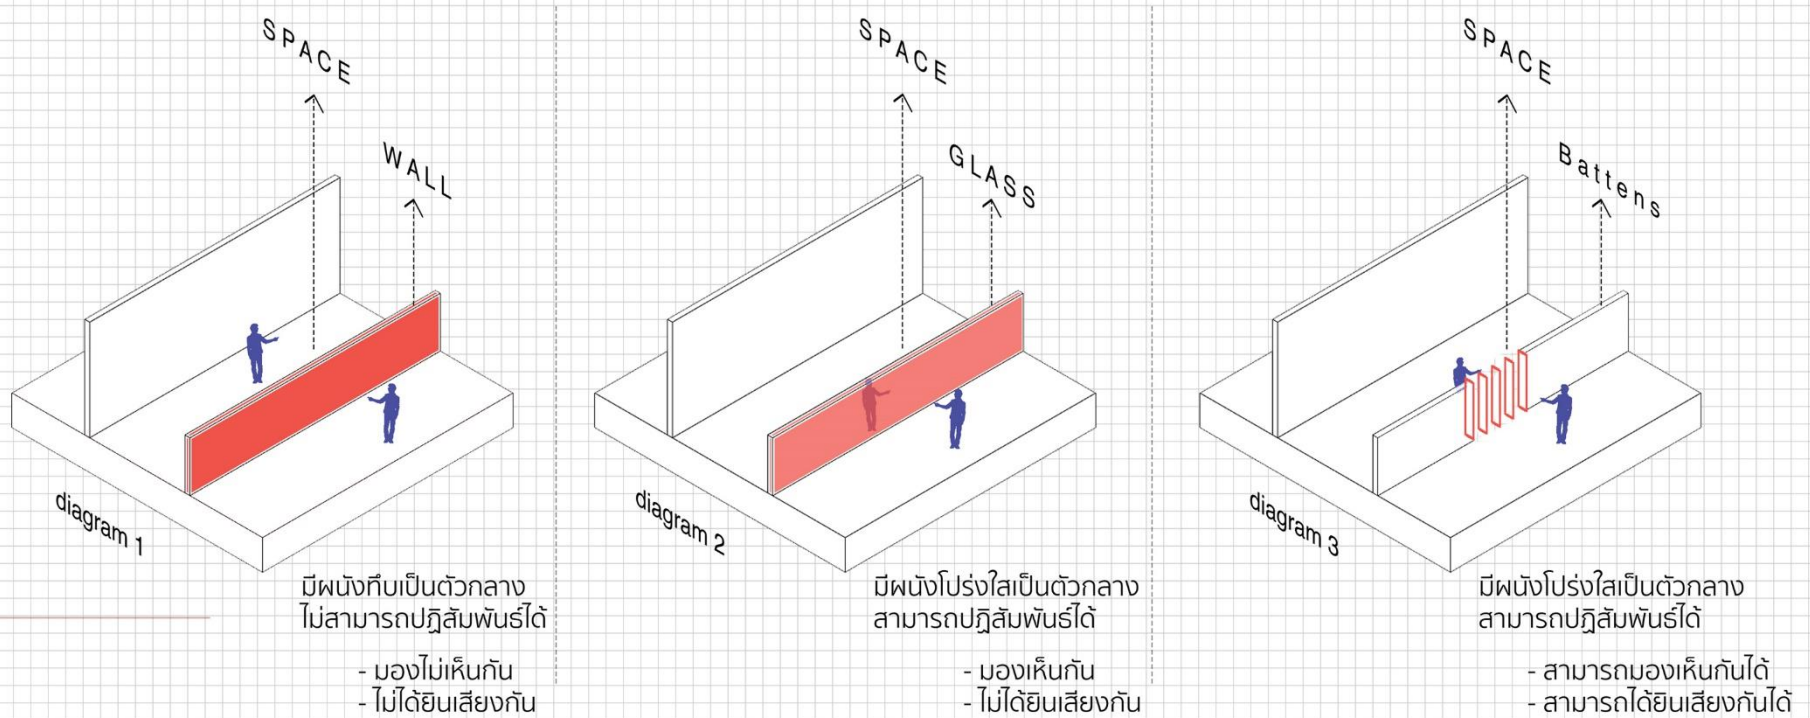 SPACE
WALL
diagram 1
มีผนังทึบเป็นตัวกลาง
ไม่สามารถปฏิสัมพันธ์ได้
- มองไม่เห็นกัน
- ไม่ได้ยินเสียงกัน
SPACE
GLASS
diagram 2
มีผนังโปร่งใสเป็นตัวกลาง
สามารถปฏิสัมพันธ์ได้
- มองเห็นกัน
- ไม่ได้ยินเสียงกัน
SPACE
Battens
diagram 3
มีผนังโปร่งใสเป็นตัวกลาง
สามารถปฏิสัมพันธ์ได้
- สามารถมองเห็นกันได้
- สามารถได้ยินเสียงกันได้